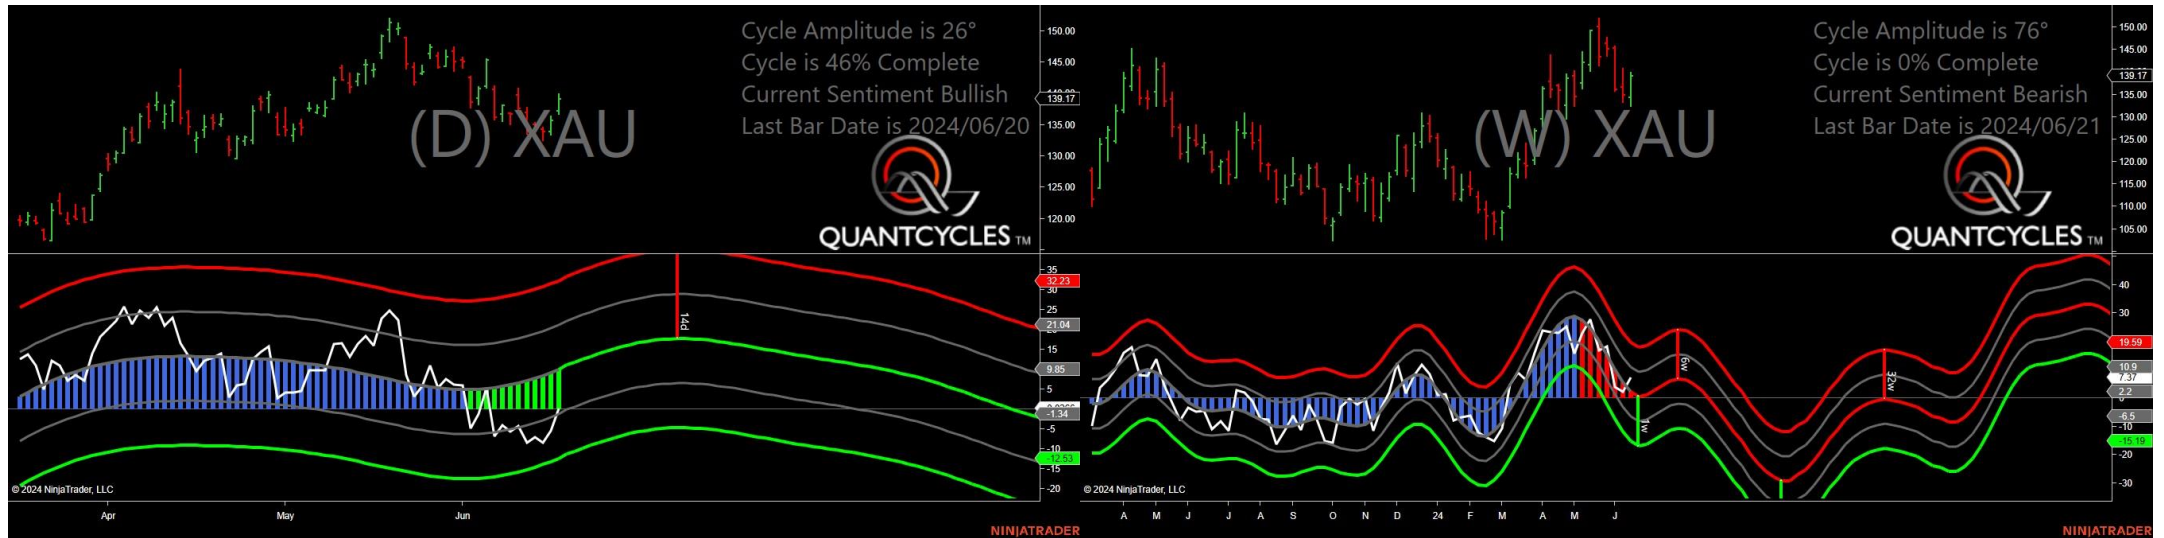 Cycle Amplitude is 26°
Cycle is 46% Complete
Current Sentiment Bullish
Last Bar Date is 2024/06/20
(D) XAU
QUANTCYCLES TM
150.00
145.00
139.17
135.00
130.00
125.00
120.00
35
32.23
30
25
21.04
15
9.85
5
-1.34
-5
-10
-12.53
-15
-20
14d
© 2024 NinjaTrader, LLC
Apr May Jun
NINJATRADER
Cycle Amplitude is 76°
Cycle is 0% Complete
Current Sentiment Bearish
Last Bar Date is 2024/06/21
(W) XAU
QUANTCYCLES TM
150.00
145.00
139.17
135.00
130.00
125.00
120.00
115.00
110.00
105.00
40
30
19.59
10.9
7.37
2.2
-6.5
-10
-15.19
-20
-30
6w
32w
1w
© 2024 NinjaTrader, LLC
A M J J A S O N D 24 F M A M J
NINJATRADER